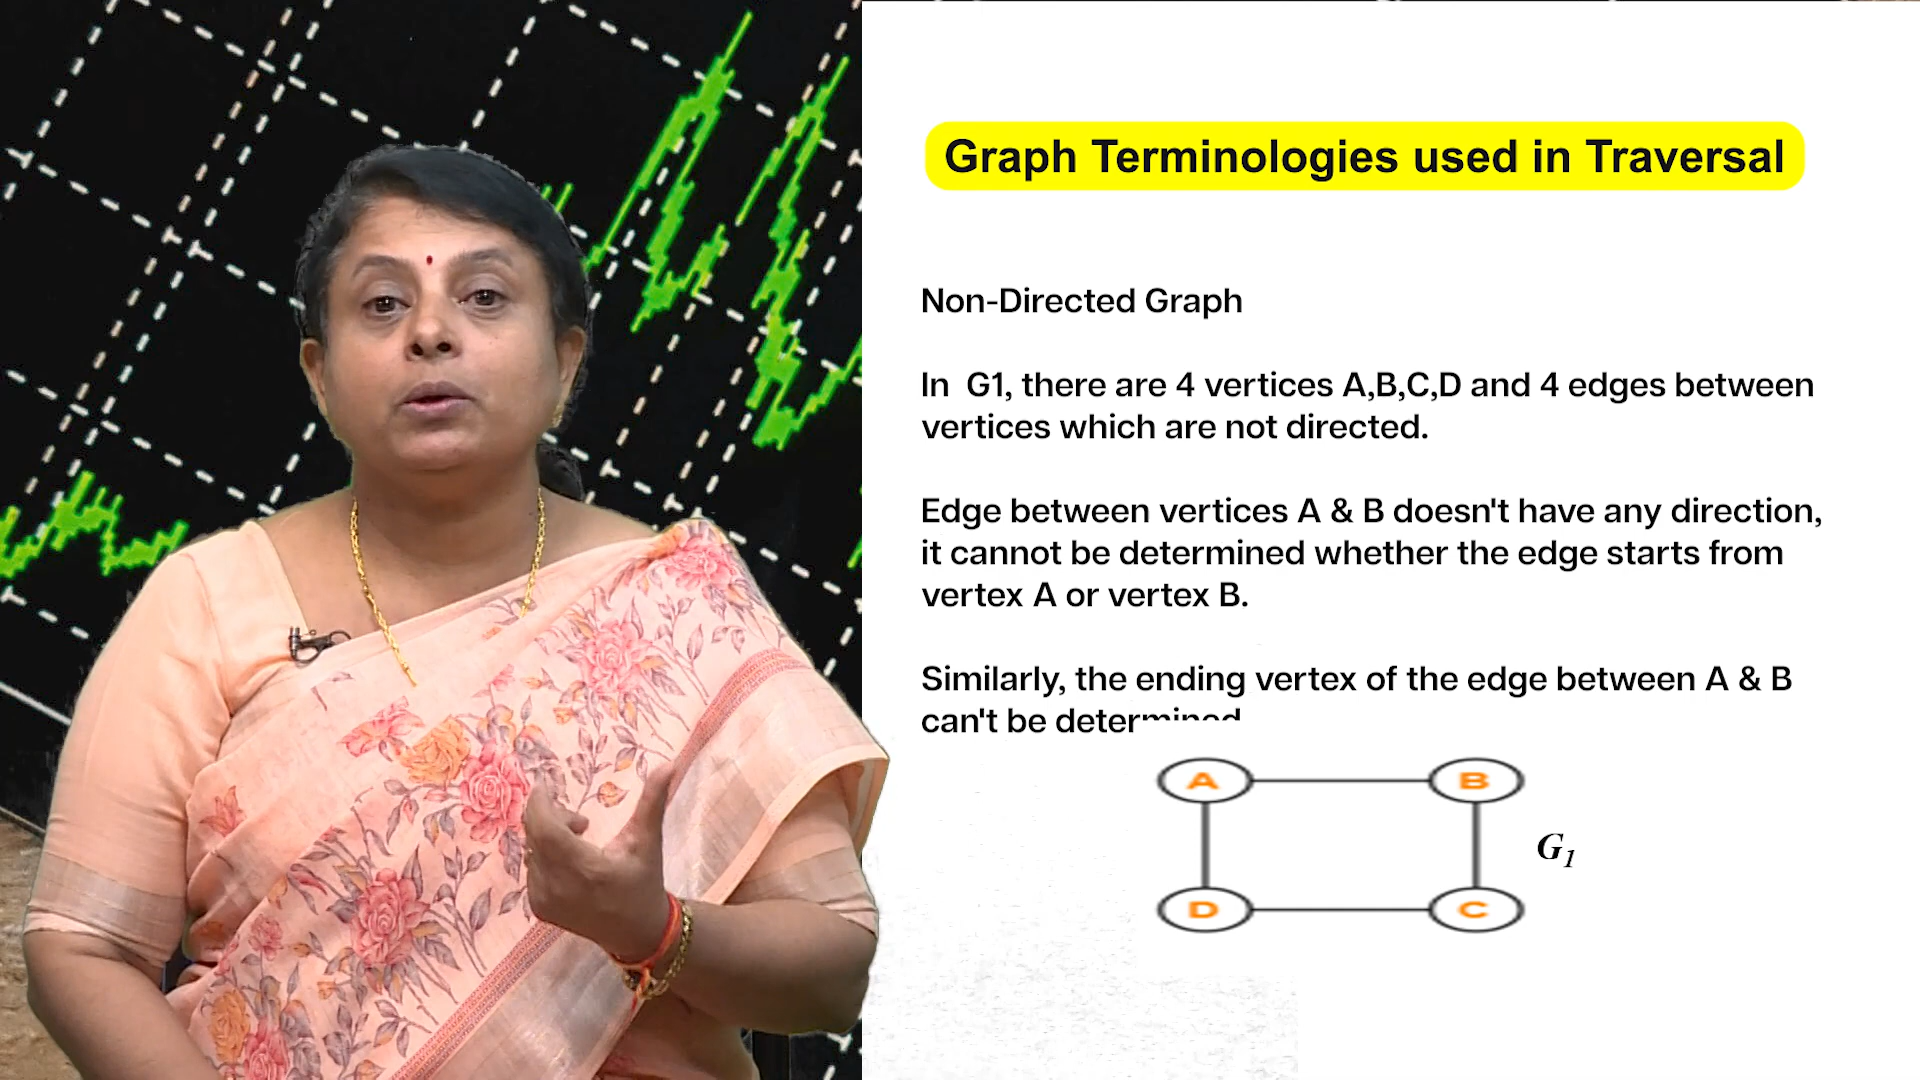 Graph Terminologies used in Traversal
Non-Directed Graph
In G1, there are 4 vertices A,B,C,D and 4 edges between
vertices which are not directed.
Edge between vertices A & B doesn't have any direction,
it cannot be determined whether the edge starts from
vertex A or vertex B.
Similarly, the ending vertex of the edge between A & B
can't be determined
A B
G1
D C